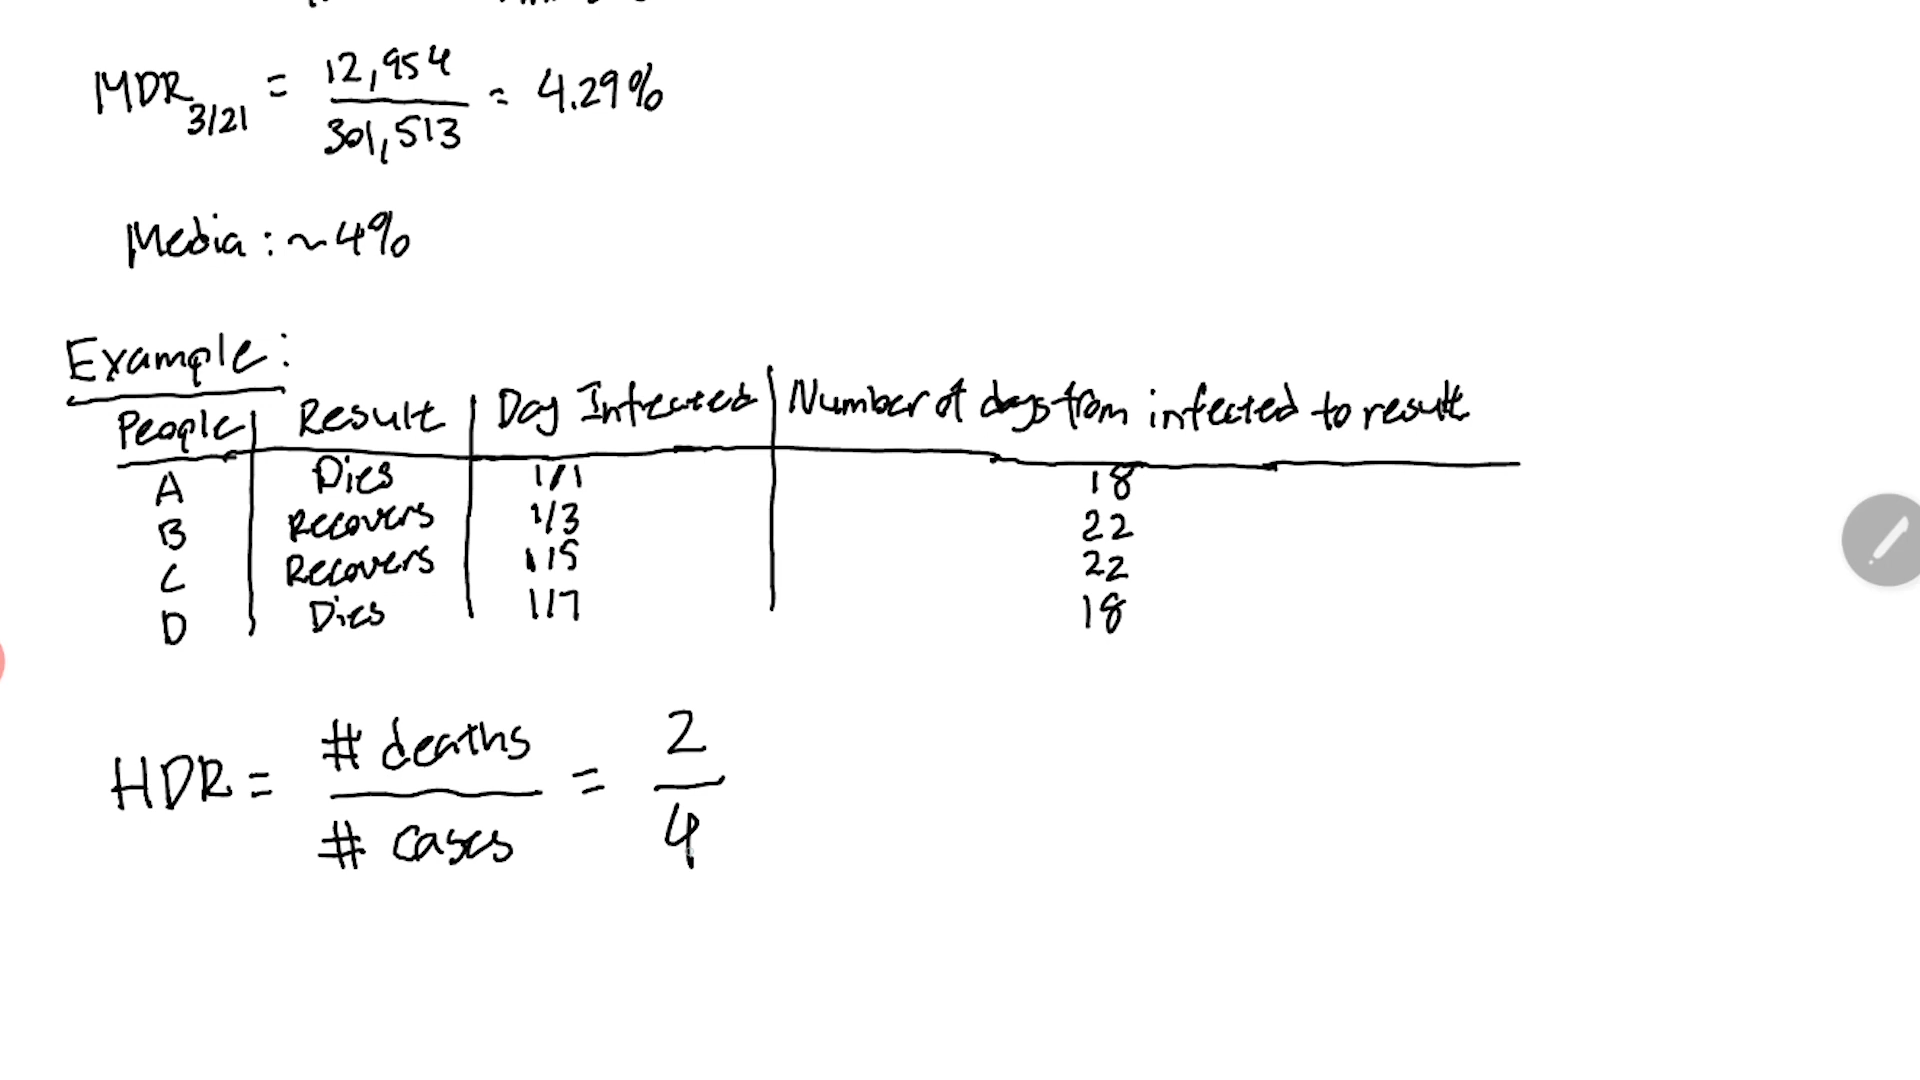 MDR 3/21 = 12,954 / 301,513 = 4.29%
Media : ~4%
Example:
People | Result | Day Infected | Number of days from infected to result
A | Dies | 1/1 | 18
B | Recovers | 1/3 | 22
C | Recovers | 1/5 | 22
D | Dies | 1/7 | 18
HDR = # deaths / # cases = 2 / 4